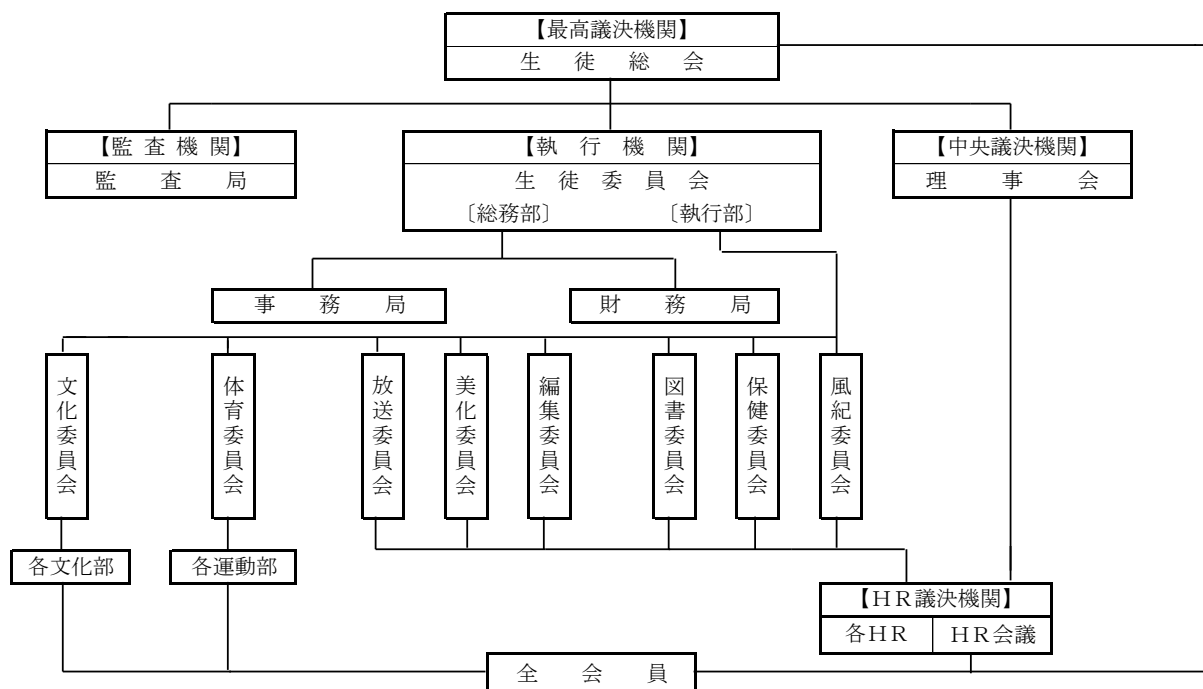 【最高議決機関】
生徒総会
【監査機関】
監査局
【執行機関】
生徒委員会
〔総務部〕 〔執行部〕
【中央議決機関】
理事会
事務局
財務局
文化委員会
体育委員会
放送委員会
美化委員会
編集委員会
図書委員会
保健委員会
風紀委員会
各文化部
各運動部
【HR議決機関】
各HR HR会議
全会員